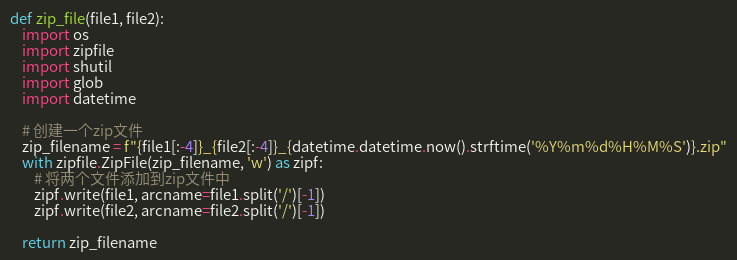 def zip_file(file1, file2):
    import os
    import zipfile
    import shutil
    import glob
    import datetime

    # 创建一个zip文件
    zip_filename = f"{file1[:-4]}_{file2[:-4]}_{datetime.datetime.now().strftime('%Y%m%d%H%M%S')}.zip"
    with zipfile.ZipFile(zip_filename, 'w') as zipf:
        # 将两个文件添加到zip文件中
        zipf.write(file1, arcname=file1.split('/')[-1])
        zipf.write(file2, arcname=file2.split('/')[-1])

    return zip_filename